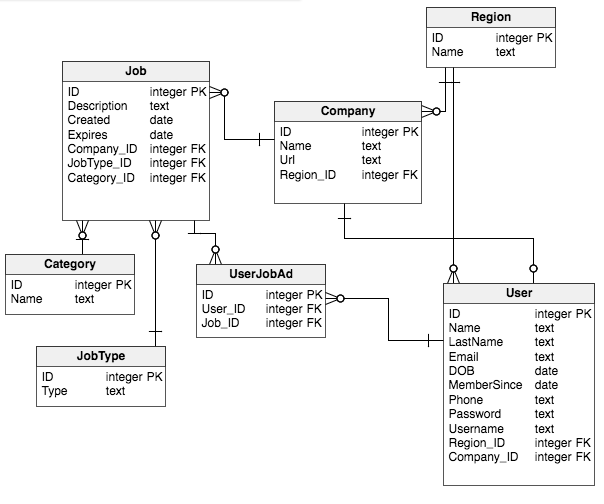 Region
ID integer PK
Name text
Job
ID integer PK
Description text
Created date
Expires date
Company_ID integer FK
JobType_ID integer FK
Category_ID integer FK
Company
ID integer PK
Name text
Url text
Region_ID integer FK
Category
ID integer PK
Name text
UserJobAd
ID integer PK
User_ID integer FK
Job_ID integer FK
User
ID integer PK
Name text
LastName text
Email text
DOB date
MemberSince date
Phone text
Password text
Username text
Region_ID integer FK
Company_ID integer FK
JobType
ID integer PK
Type text